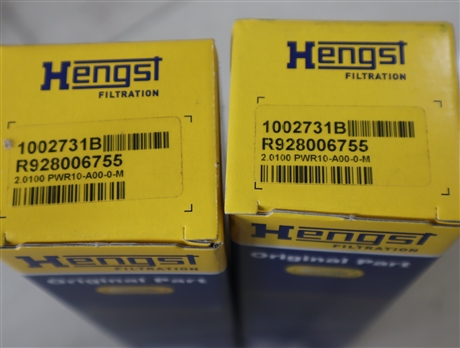 Hengst
FILTRATION
1002731B
R928006755
2.0100 PWR10-A00-0-M
Hengst
Original Part
Hengst
FILTRATION
1002731B
R928006755
2.0100 PWR10-A00-0-M
Hengst
FILTRATION
Original Part